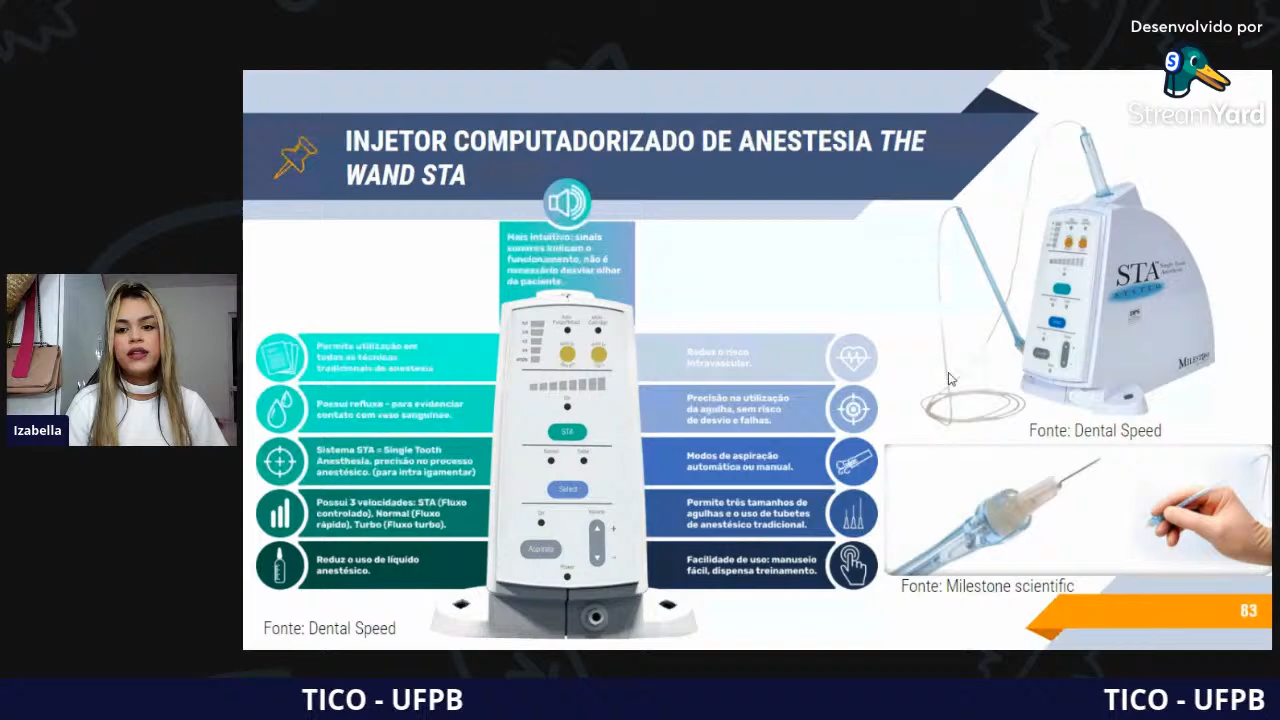 Desenvolvido por
StreamYard
INJETOR COMPUTADORIZADO DE ANESTESIA THE
WAND STA
Mais intuitivo: sinais
sonoros indicam o
funcionamento, não é
necessário desviar olhar
do paciente.
Permite utilização em
todas as técnicas
tradicionais de anestesia
Possui refluxo - para evidenciar
contato com vaso sanguíneo.
Sistema STA = Single Tooth
Anesthesia, precisão no processo
anestésico. (para intra igamentar)
Possui 3 velocidades: STA (Fluxo
controlado), Normal (Fluxo
rápido), Turbo (Fluxo turbo).
Reduz o uso de líquido
anestésico.
Reduz o risco
intravascular.
Precisão na utilização
da agulha, sem risco
de desvio e falhas.
Modos de aspiração
automática ou manual.
Permite três tamanhos de
agulhas e o uso de tubetes
de anestésico tradicional.
Facilidade de uso: manuseio
fácil, dispensa treinamento.
STA
Select
Aspirate
Volume
Power
Fonte: Dental Speed
STA
Fonte: Dental Speed
Fonte: Milestone scientific
83
Izabella
TICO - UFPB
TICO - UFPB